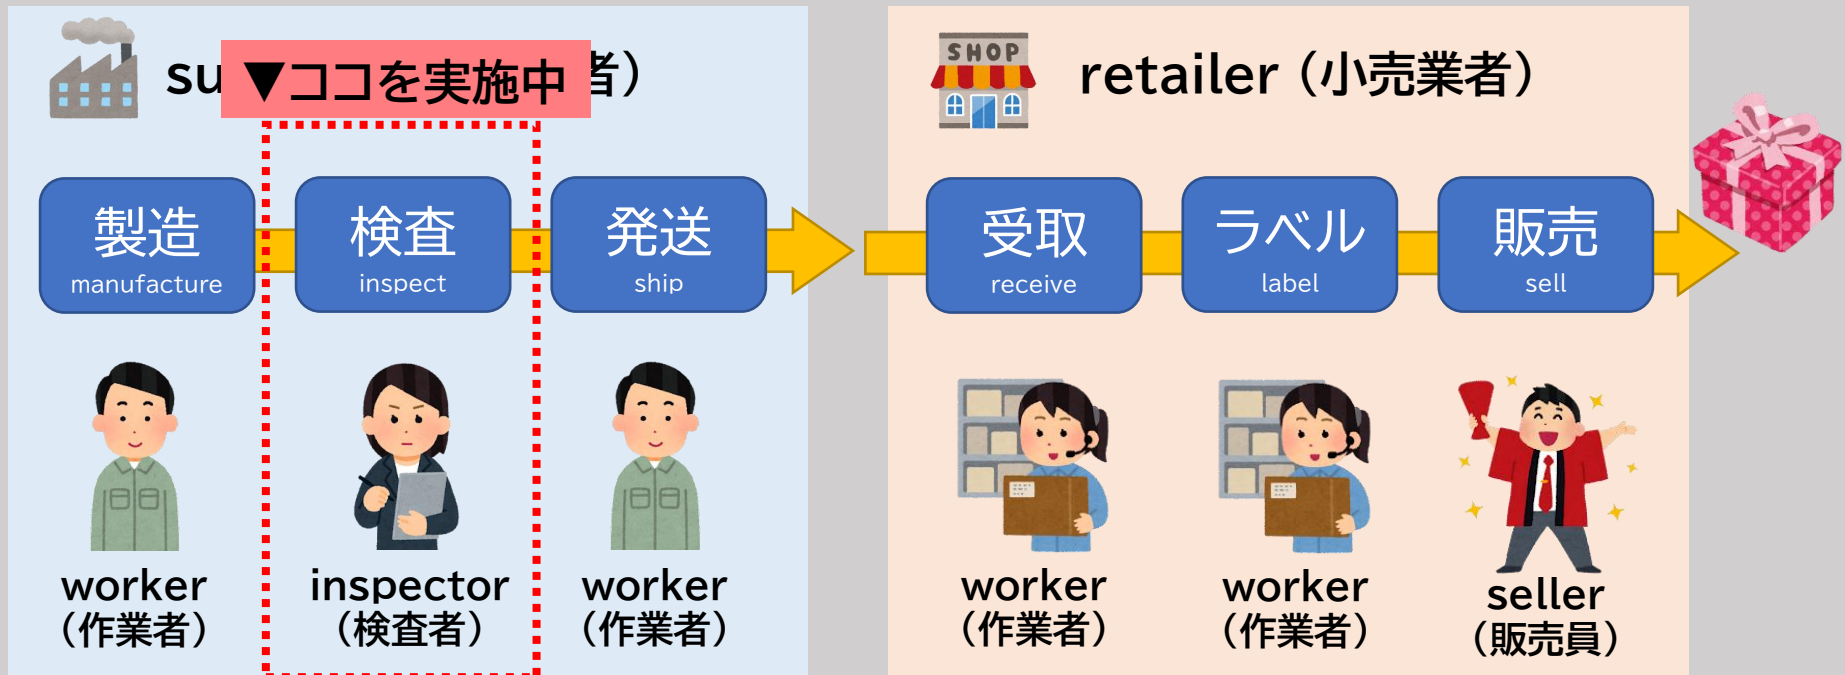 su
者）
▼ココを実施中
製造
manufacture
検査
inspect
発送
ship
worker
（作業者）
inspector
（検査者）
worker
（作業者）
SHOP
retailer（小売業者）
受取
receive
ラベル
label
販売
sell
worker
（作業者）
worker
（作業者）
seller
（販売員）